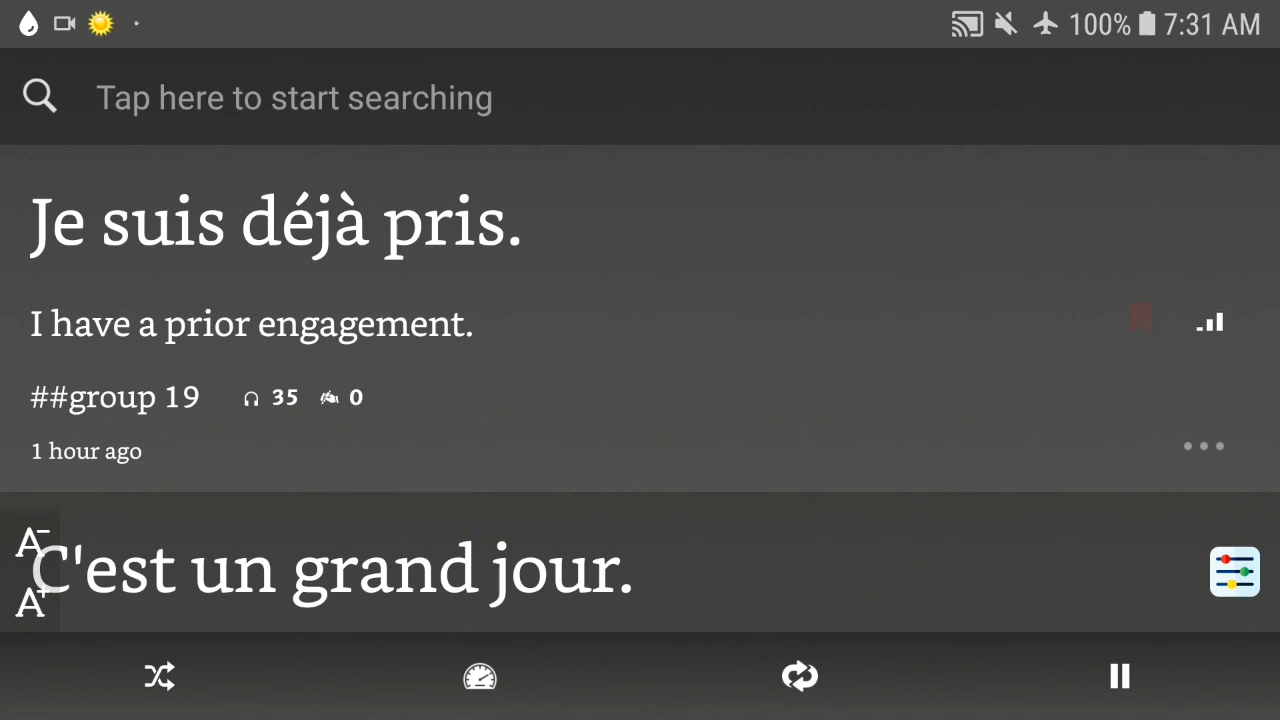 100% 7:31 AM
Tap here to start searching
Je suis déjà pris.
I have a prior engagement.
##group 19 35 0
1 hour ago
A-
C'est un grand jour.
A+